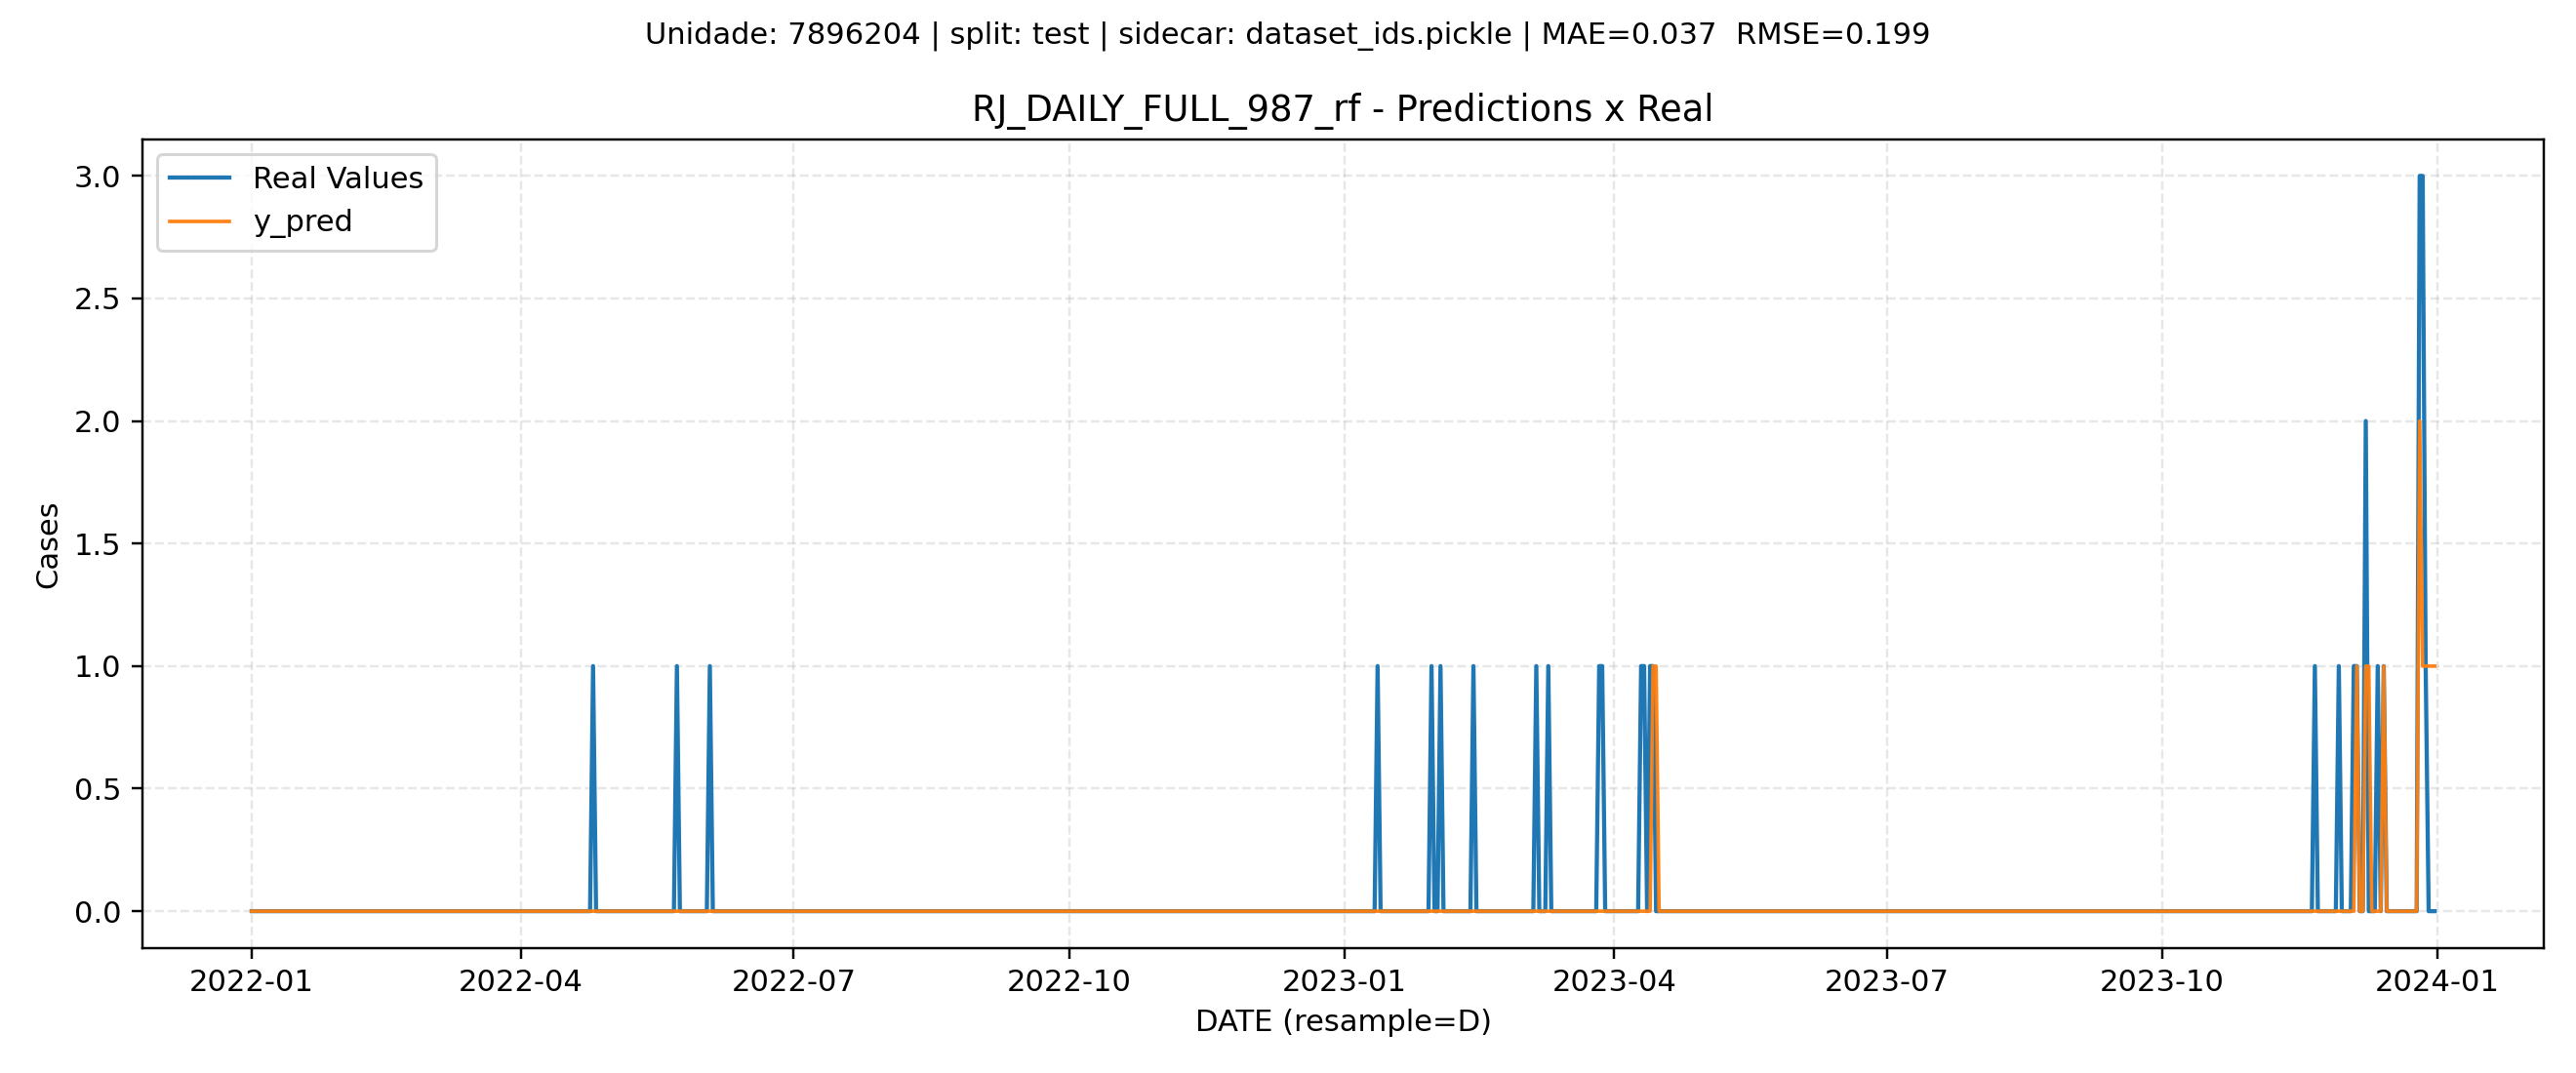 Unidade: 7896204 | split: test | sidecar: dataset_ids.pickle | MAE=0.037  RMSE=0.199
RJ_DAILY_FULL_987_rf - Predictions x Real
Real Values
y_pred
3.0
2.5
2.0
1.5
1.0
0.5
0.0
Cases
2022-01
2022-04
2022-07
2022-10
2023-01
2023-04
2023-07
2023-10
2024-01
DATE (resample=D)